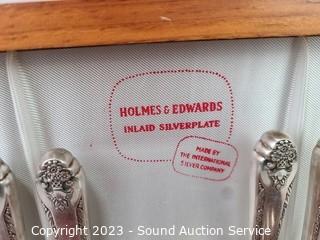 HOLMES & EDWARDS
INLAID SILVERPLATE
MADE BY
THE INTERNATIONAL
SILVER COMPANY
Copyright 2023 - Sound Auction Service